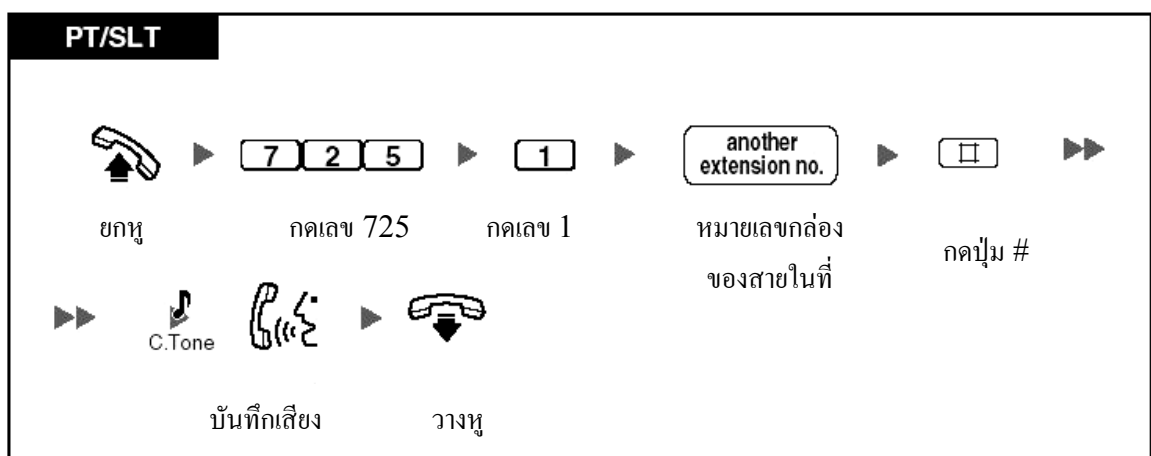 PT/SLT
7 2 5
1
another
extension no.
#
ยกหู
กดเลข 725
กดเลข 1
หมายเลขกล่อง
ของสายในที่
กดปุ่ม #
C.Tone
บันทึกเสียง
วางหู